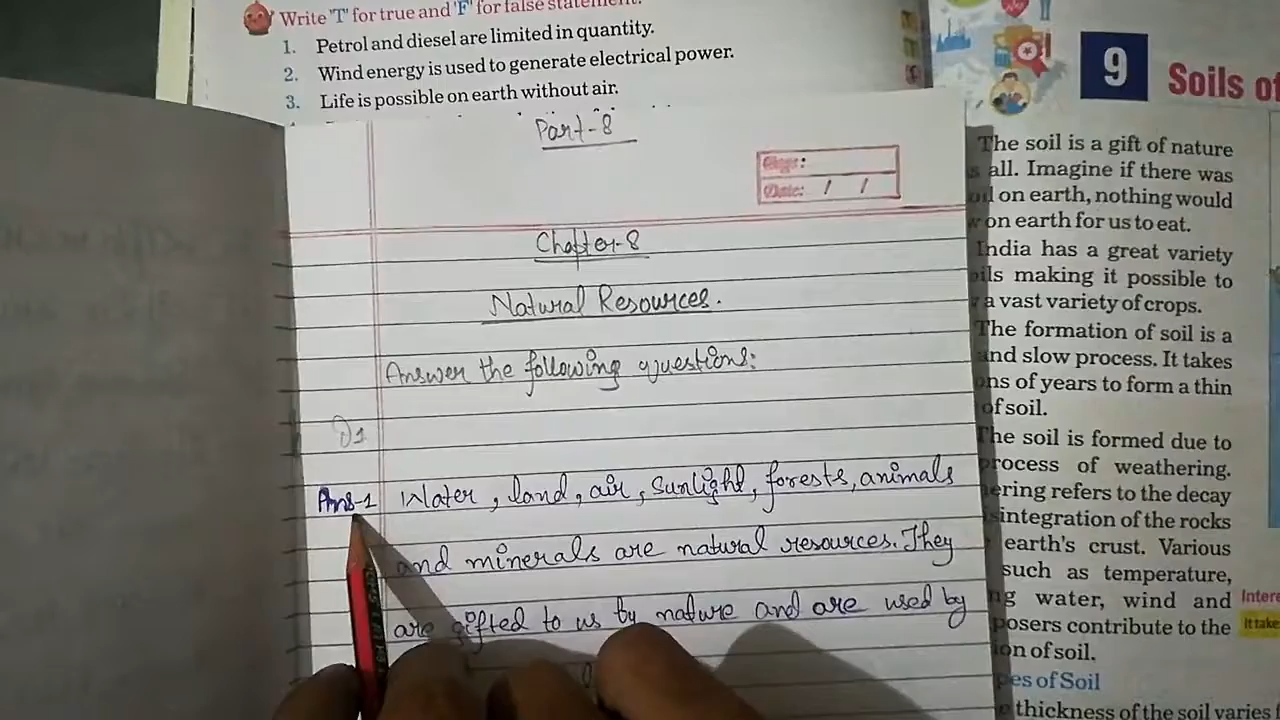 Write 'T' for true and 'F' for false statement.
1. Petrol and diesel are limited in quantity.
2. Wind energy is used to generate electrical power.
3. Life is possible on earth without air.
Part-8
Page:
Date: / /
Chapter-8
Natural Resources.
Answer the following questions:
Q1
Ans-1 Water, land, air, sunlight, forests, animals
and minerals are natural resources. They
are gifted to us by nature and are used by
9 Soils of
The soil is a gift of nature
all. Imagine if there was
on earth, nothing would
on earth for us to eat.
India has a great variety
making it possible to
a vast variety of crops.
The formation of soil is a
and slow process. It takes
of years to form a thin
of soil.
The soil is formed due to
process of weathering.
refers to the decay
integration of the rocks
earth's crust. Various
such as temperature,
water, wind and
contribute to the
of soil.
of Soil
thickness of the soil varies
Intere
It take